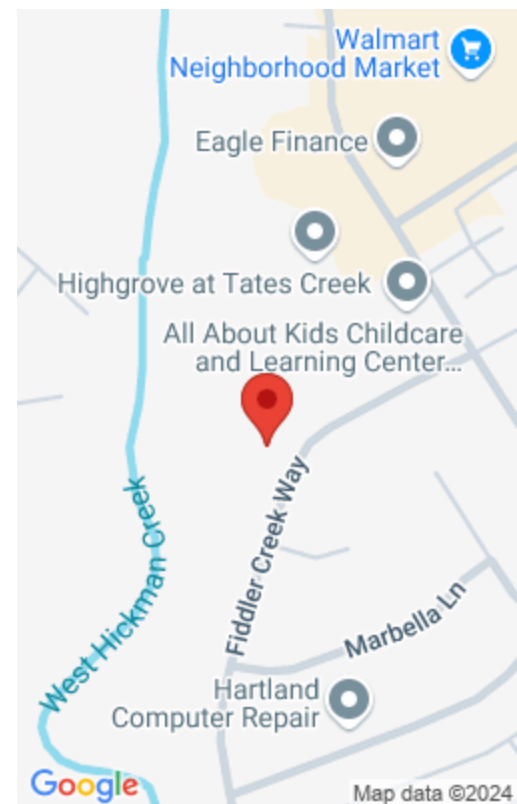 Walmart
Neighborhood Market
Eagle Finance
Highgrove at Tates Creek
All About Kids Childcare
and Learning Center...
Fiddler Creek Way
West Hickman Creek
Marbella Ln
Hartland
Computer Repair
Google
Map data ©2024